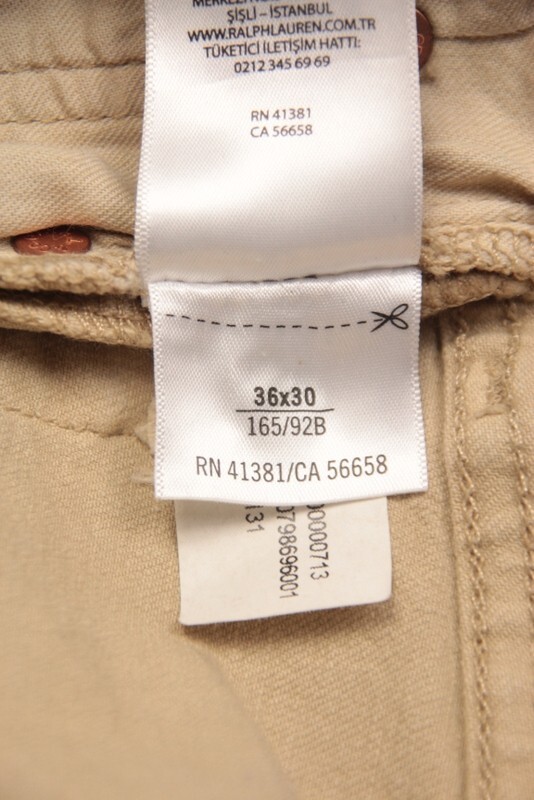 ŞİŞLİ – İSTANBUL
WWW.RALPHLAUREN.COM.TR
TÜKETİCİ İLETİŞİM HATTI:
0212 345 69 69
RN 41381
CA 56658
36x30
165/92B
RN 41381/CA 56658
00000713
0798696001
131